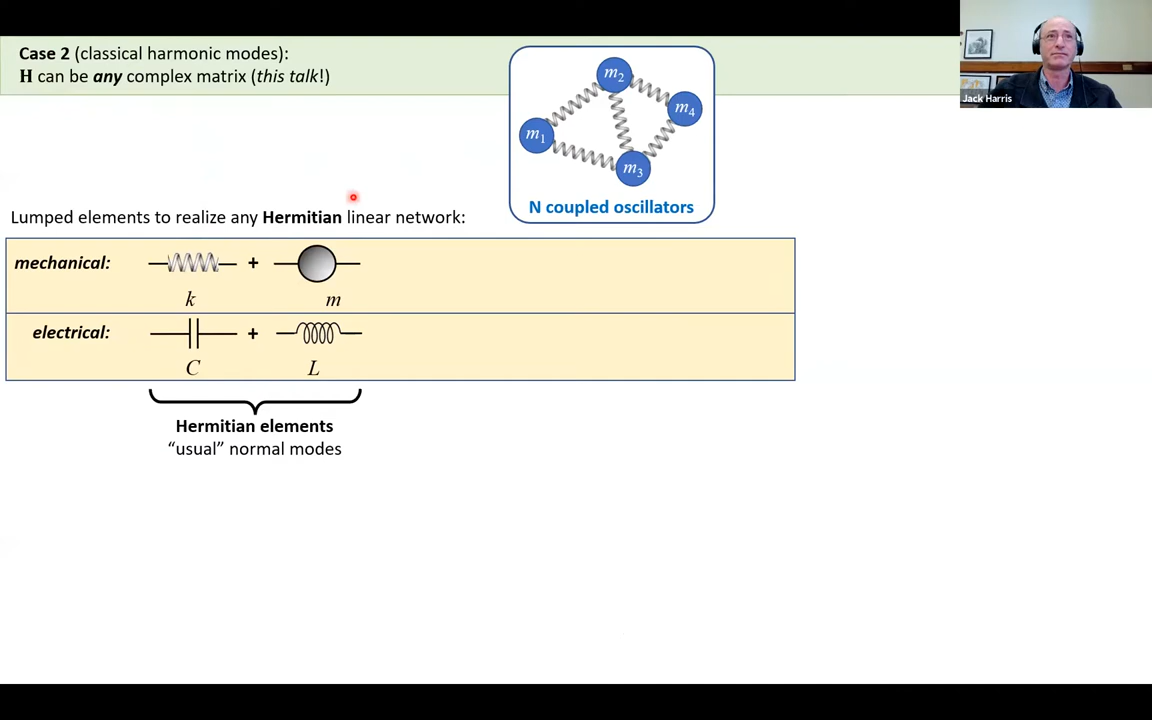 Case 2 (classical harmonic modes):
H can be any complex matrix (this talk!)
m2
m4
m1
m3
N coupled oscillators
Jack Harris
Lumped elements to realize any Hermitian linear network:
mechanical: + 
k m
electrical: +
C L
Hermitian elements
“usual” normal modes